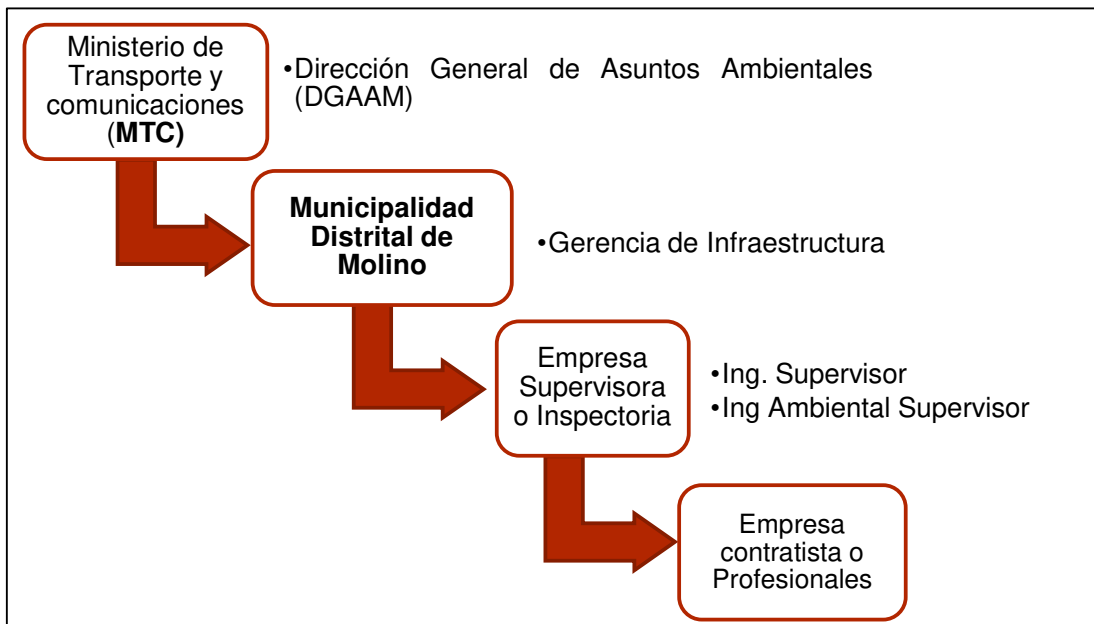 Ministerio de
Transporte y
comunicaciones
(MTC)
•Dirección General de Asuntos Ambientales
(DGAAM)
Municipalidad
Distrital de
Molino
•Gerencia de Infraestructura
Empresa
Supervisora
o Inspectoria
•Ing. Supervisor
•Ing Ambiental Supervisor
Empresa
contratista o
Profesionales